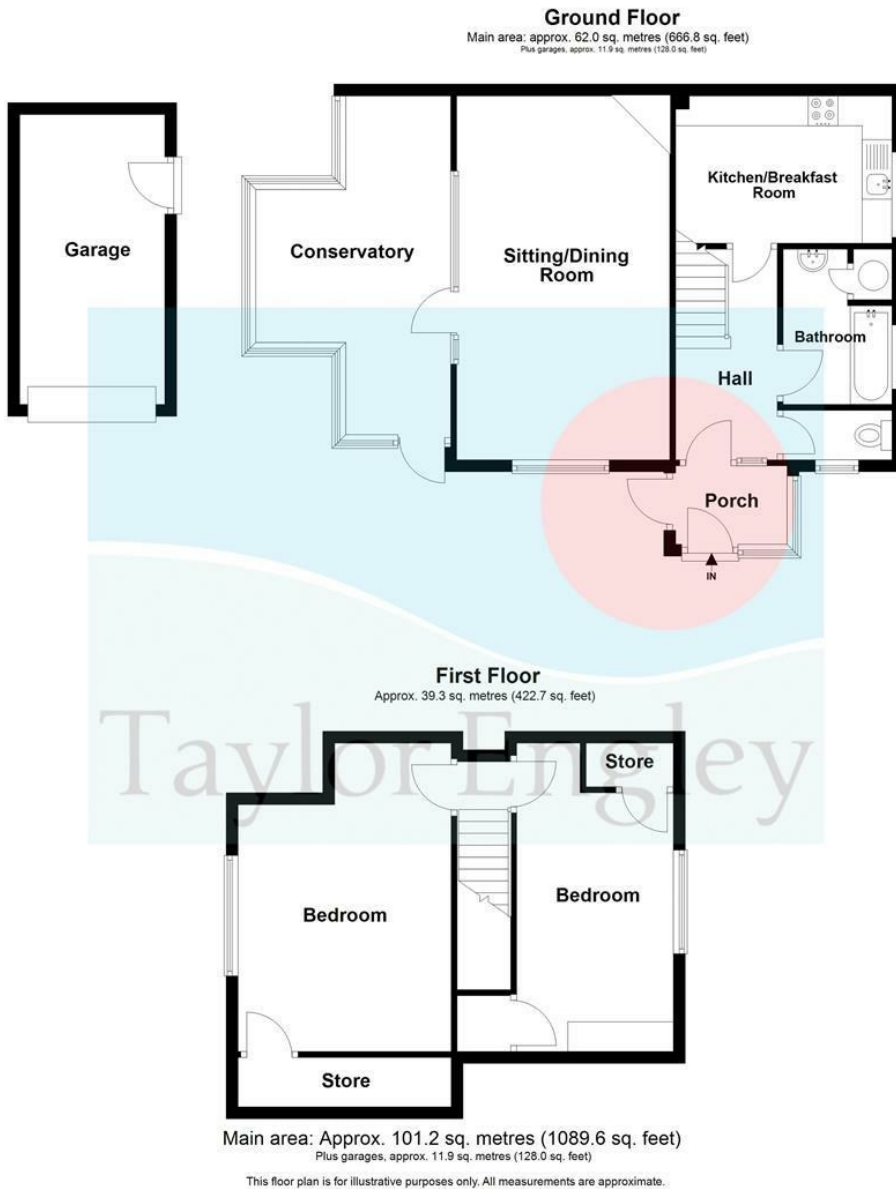 Ground Floor
Main area: approx. 62.0 sq. metres (666.8 sq. feet)
Plus garages, approx. 11.9 sq. metres (128.0 sq. feet)
Garage
Conservatory
Sitting/Dining
Room
Kitchen/Breakfast
Room
Bathroom
Hall
Porch
IN
First Floor
Approx. 39.3 sq. metres (422.7 sq. feet)
Taylor Engley
Store
Bedroom
Bedroom
Store
Main area: Approx. 101.2 sq. metres (1089.6 sq. feet)
Plus garages, approx. 11.9 sq. metres (128.0 sq. feet)
This floor plan is for illustrative purposes only. All measurements are approximate.